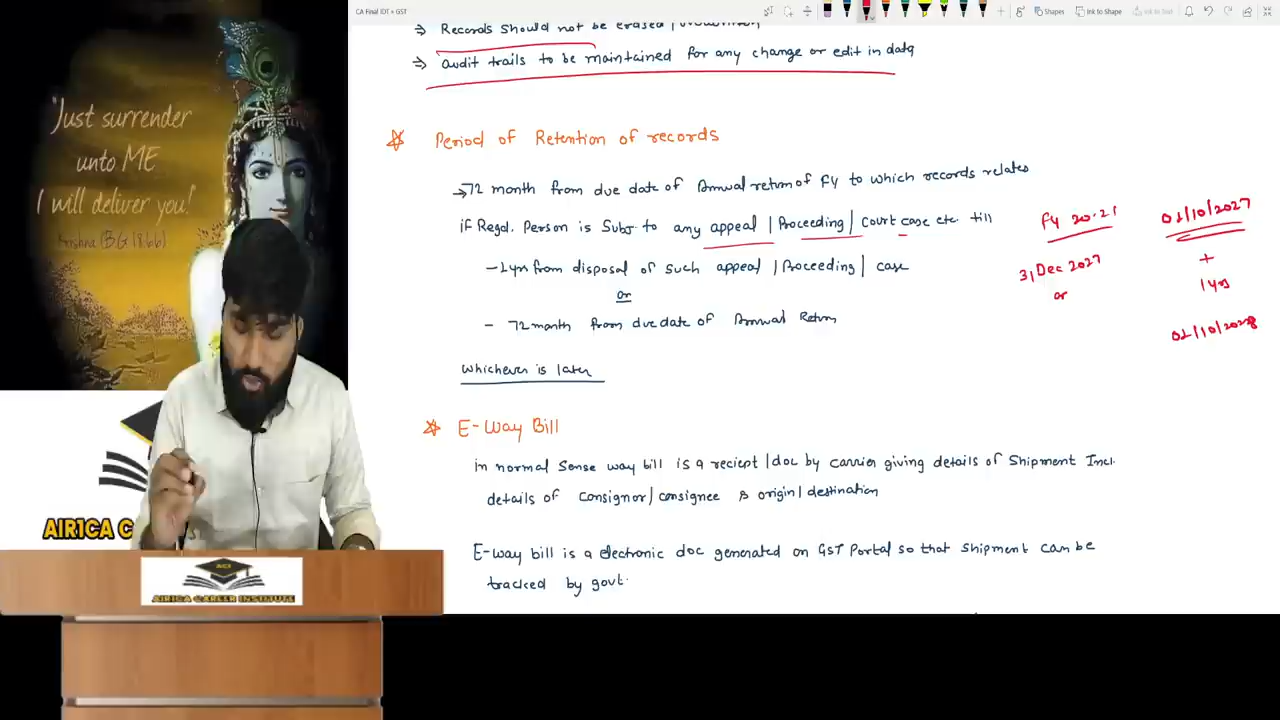 CA Final IDT + GST
Shapes
Ink to Shape
⇒ Records should not be erased /
⇒ audit trails to be maintained for any change or edit in data
"Just surrender
unto ME
I will deliver you!"
Krishna (B.G 18:66)
☆ Period of Retention of records
→ 72 month from due date of Annual return of FY to which records relates
if Regd. Person is Subj. to any appeal | Proceeding | Court case etc. till
- 1yr from disposal of such appeal | Proceeding | case
or
- 72 month from due date of Annual Return
Whichever is later
FY 20-21
31 Dec 2027
or
01/10/2027
+
1 yr
01/10/2028
☆ E-Way Bill
in normal sense way bill is a reciept | doc by carrier giving details of Shipment Incl.
details of consignor / consignee & origin / destination
E-way bill is a electronic doc generated on GST Portal so that shipment can be
tracked by govt.
AIRICA C
ACI
AIRICA CAREER INSTITUTE